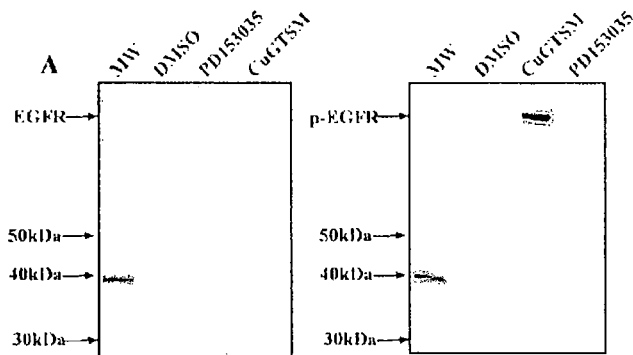 A
MW DMSO PD153035 CuGTSM
EGFR
50kDa
40kDa
30kDa
MW DMSO CuGTSM PD153035
p-EGFR
50kDa
40kDa
30kDa